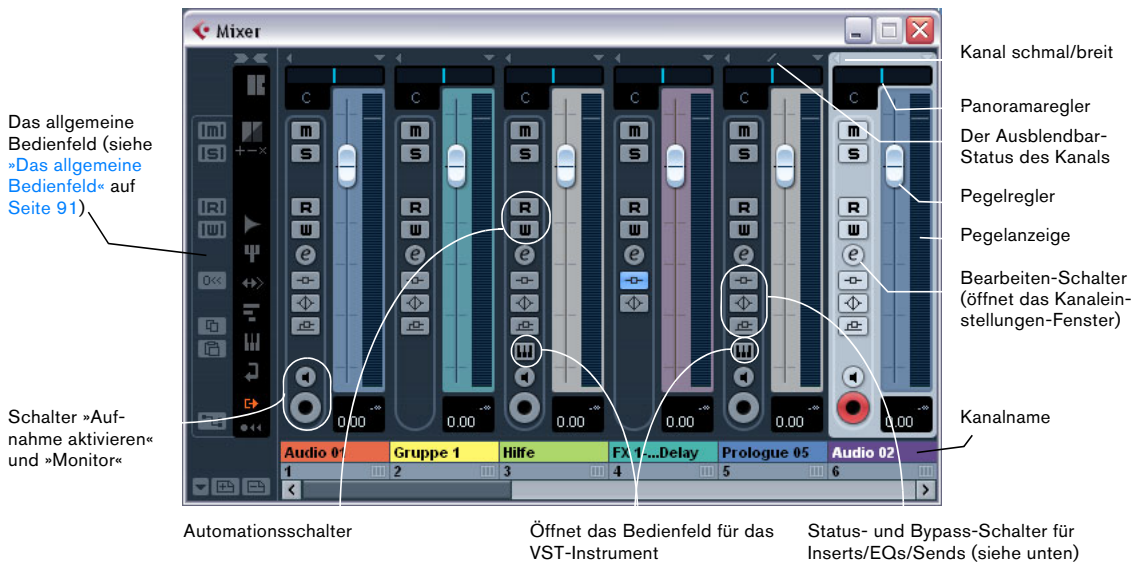 Mixer
Das allgemeine
Bedienfeld (siehe
»Das allgemeine
Bedienfeld« auf
Seite 91)
Schalter »Auf-
nahme aktivieren«
und »Monitor«
C C C C C C
m m m m m m
S S S S S S
R R R R R R
W W W W W W
e e e e e e
[m]
[S]
[R]
[W]
0<<
+−×
-∞ -∞ -∞ -∞ -∞ -∞
0.00 0.00 0.00 0.00 0.00 0.00
Audio 01 Gruppe 1 Hilfe FX 1-...Delay Prologue 05 Audio 02
1 2 3 4 5 6
Kanal schmal/breit
Panoramaregler
Der Ausblendbar-
Status des Kanals
Pegelregler
Pegelanzeige
Bearbeiten-Schalter
(öffnet das Kanalein-
stellungen-Fenster)
Kanalname
Automationsschalter
Öffnet das Bedienfeld für das
VST-Instrument
Status- und Bypass-Schalter für
Inserts/EQs/Sends (siehe unten)